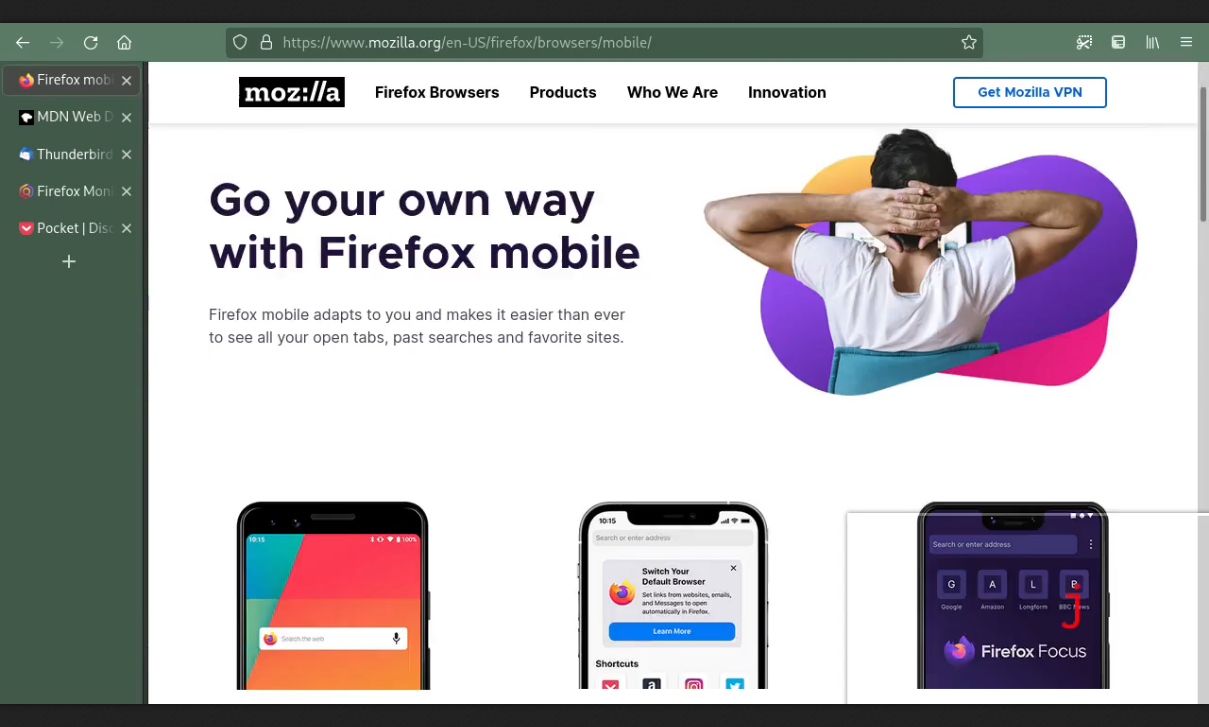 https://www.mozilla.org/en-US/firefox/browsers/mobile/
Firefox mobi
MDN Web D
Thunderbird
Firefox Moni
Pocket | Disc
moz://a
Firefox Browsers
Products
Who We Are
Innovation
Get Mozilla VPN
Go your own way
with Firefox mobile
Firefox mobile adapts to you and makes it easier than ever
to see all your open tabs, past searches and favorite sites.
10:15
100%
Search the web
10:15
Search or enter address
Switch Your
Default Browser
Set links from websites, emails,
and Messages to open
automatically in Firefox.
Learn More
Shortcuts
a
Search or enter address
G
A
L
B
Google
Amazon
Longform
BBC News
J
Firefox Focus